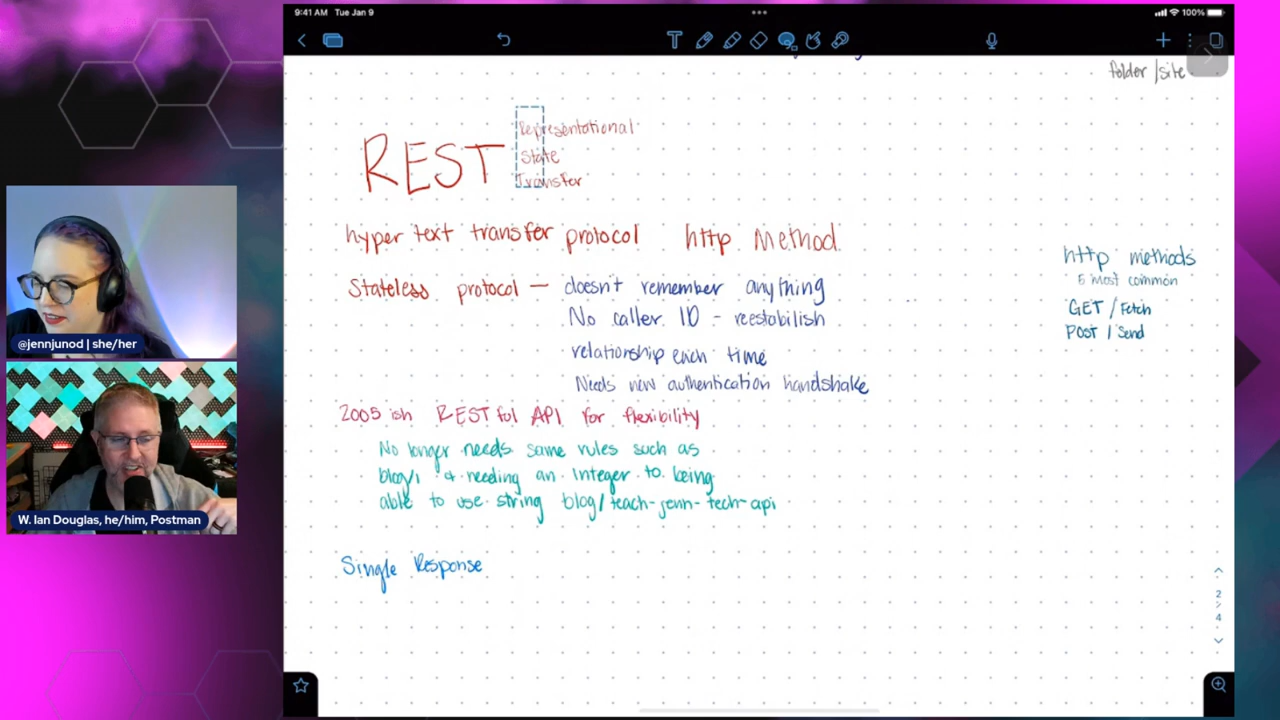 9:41 AM Tue Jan 9
100%
folder /site
REST
Representational
State
Transfer
hyper text transfer protocol http Method
Stateless protocol — doesn't remember anything
No caller ID - reestabilish
relationship each time
Needs new authentication handshake
2005 ish RESTful API for flexibility
No longer needs same rules such as
blog/1 & needing an integer to being
able to use string blog/teach-jenn-tech-api
Single Response
http methods
5 most common
GET / Fetch
POST / Send
@jennjunod | she/her
W. Ian Douglas, he/him, Postman
2
4